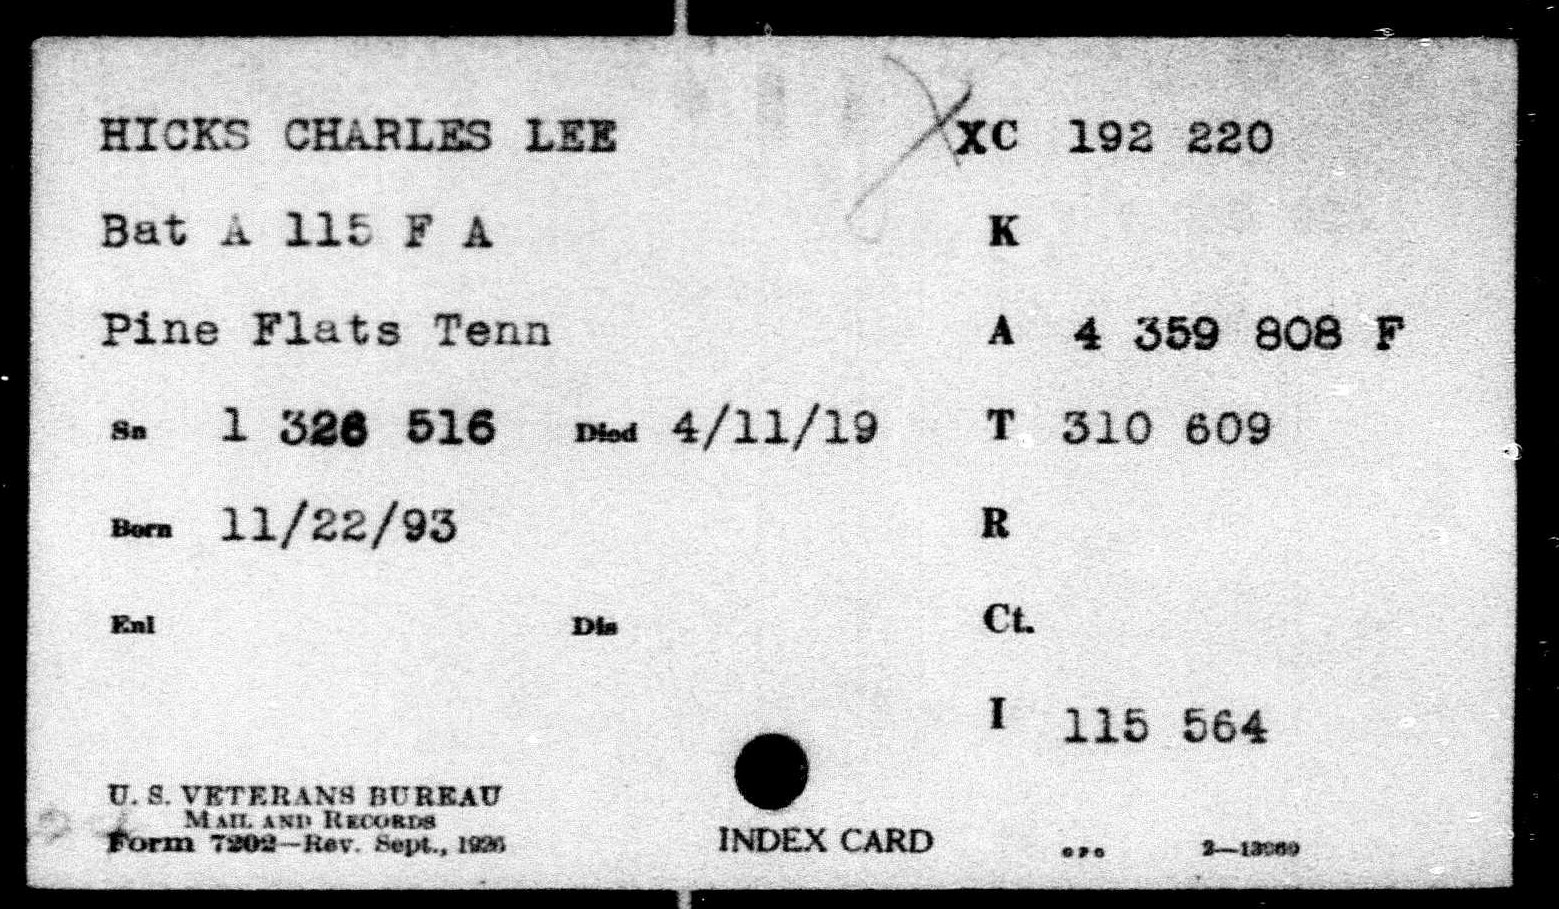 HICKS CHARLES LEE XC 192 220
Bat A 115 F A K
Pine Flats Tenn A 4 359 808 F
Sn 1 326 516 Died 4/11/19 T 310 609
Born 11/22/93 R
Enl Dis Ct.
I 115 564
U. S. VETERANS BUREAU
MAIL AND RECORDS
Form 7202—Rev. Sept., 1926
INDEX CARD
GPO